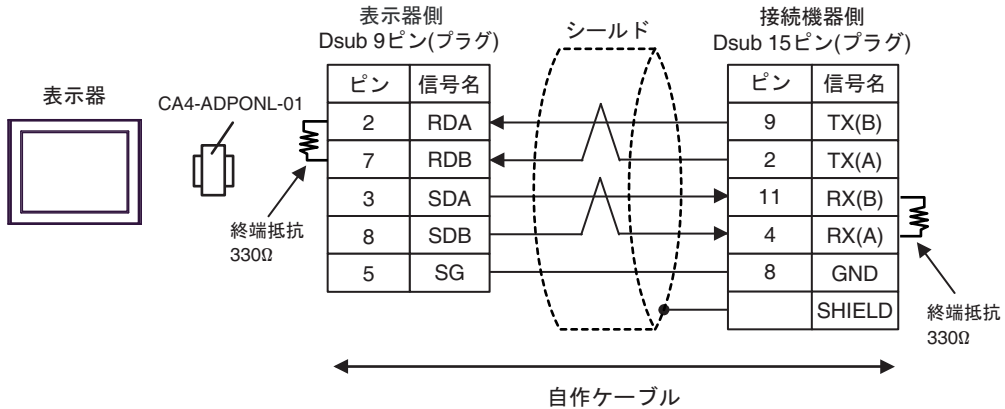 表示器
CA4-ADPONL-01
終端抵抗
330Ω
表示器側
Dsub 9ピン(プラグ)
ピン 信号名
2 RDA
7 RDB
3 SDA
8 SDB
5 SG
シールド
接続機器側
Dsub 15ピン(プラグ)
ピン 信号名
9 TX(B)
2 TX(A)
11 RX(B)
4 RX(A)
8 GND
SHIELD
終端抵抗
330Ω
自作ケーブル